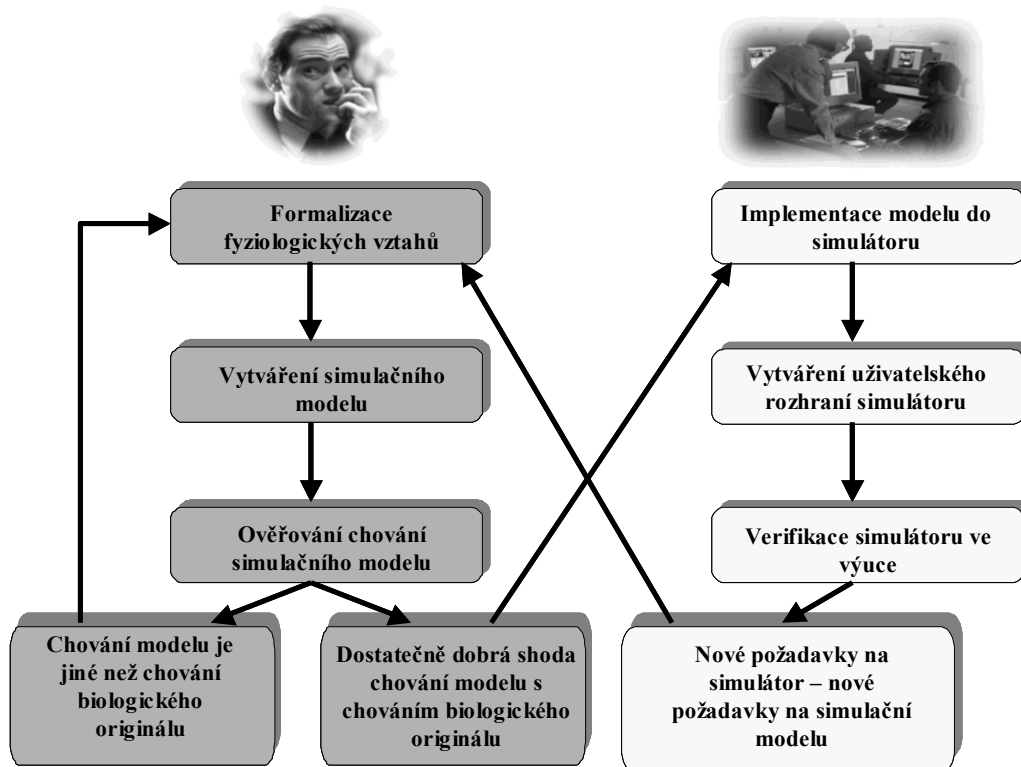 Formalizace
fyziologických vztahů
Vytváření simulačního
modelu
Ověřování chování
simulačního modelu
Chování modelu je
jiné než chování
biologického
originálu
Dostatečně dobrá shoda
chování modelu s
chováním biologického
originálu
Implementace modelu do
simulátoru
Vytváření uživatelského
rozhraní simulátoru
Verifikace simulátoru ve
výuce
Nové požadavky na
simulátor – nové
požadavky na simulační
modelu